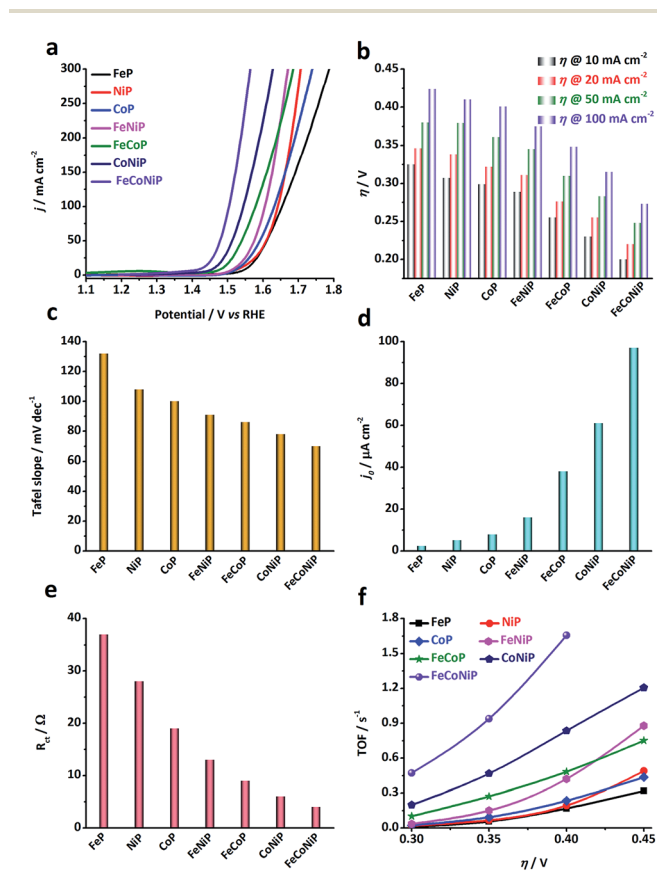 a
300
250
200
150
100
50
0
j / mA cm⁻²
FeP
NiP
CoP
FeNiP
FeCoP
CoNiP
FeCoNiP
1.1 1.2 1.3 1.4 1.5 1.6 1.7 1.8
Potential / V vs RHE
b
η @ 10 mA cm⁻²
η @ 20 mA cm⁻²
η @ 50 mA cm⁻²
η @ 100 mA cm⁻²
0.45
0.40
0.35
0.30
0.25
0.20
η / V
FeP NiP CoP FeNiP FeCoP CoNiP FeCoNiP
c
140
120
100
80
60
40
20
0
Tafel slope / mV dec⁻¹
FeP NiP CoP FeNiP FeCoP CoNiP FeCoNiP
d
100
80
60
40
20
0
j₀ / μA cm⁻²
FeP NiP CoP FeNiP FeCoP CoNiP FeCoNiP
e
40
30
20
10
0
R꜀ₜ / Ω
FeP NiP CoP FeNiP FeCoP CoNiP FeCoNiP
f
FeP NiP
CoP FeNiP
FeCoP CoNiP
FeCoNiP
1.8
1.5
1.2
0.9
0.6
0.3
0.0
TOF / s⁻¹
0.30 0.35 0.40 0.45
η / V